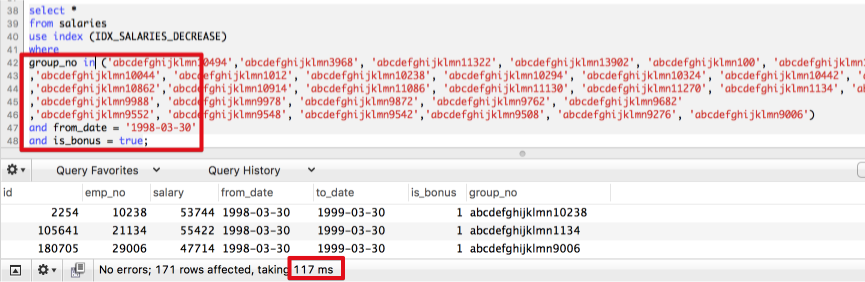 38 select *
39 from salaries
40 use index (IDX_SALARIES_DECREASE)
41 where
42 group_no in ('abcdefghijklmn10494','abcdefghijklmn3968', 'abcdefghijklmn11322', 'abcdefghijklmn13902', 'abcdefghijklmn100', 'abcdefghijklmn1
43 ,'abcdefghijklmn10044', 'abcdefghijklmn1012', 'abcdefghijklmn10238', 'abcdefghijklmn10294', 'abcdefghijklmn10324', 'abcdefghijklmn10442', 'a
44 ,'abcdefghijklmn10862','abcdefghijklmn10914', 'abcdefghijklmn11086', 'abcdefghijklmn11130', 'abcdefghijklmn11270', 'abcdefghijklmn1134', 'a
45 ,'abcdefghijklmn9988', 'abcdefghijklmn9978', 'abcdefghijklmn9872', 'abcdefghijklmn9762', 'abcdefghijklmn9682'
46 ,'abcdefghijklmn9552', 'abcdefghijklmn9548', 'abcdefghijklmn9542','abcdefghijklmn9508', 'abcdefghijklmn9276', 'abcdefghijklmn9006')
47 and from_date = '1998-03-30'
48 and is_bonus = true;
Query Favorites Query History
id emp_no salary from_date to_date is_bonus group_no
2254 10238 53744 1998-03-30 1999-03-30 1 abcdefghijklmn10238
105641 21134 55422 1998-03-30 1999-03-30 1 abcdefghijklmn1134
180705 29006 47714 1998-03-30 1999-03-30 1 abcdefghijklmn9006
No errors; 171 rows affected, taking 117 ms